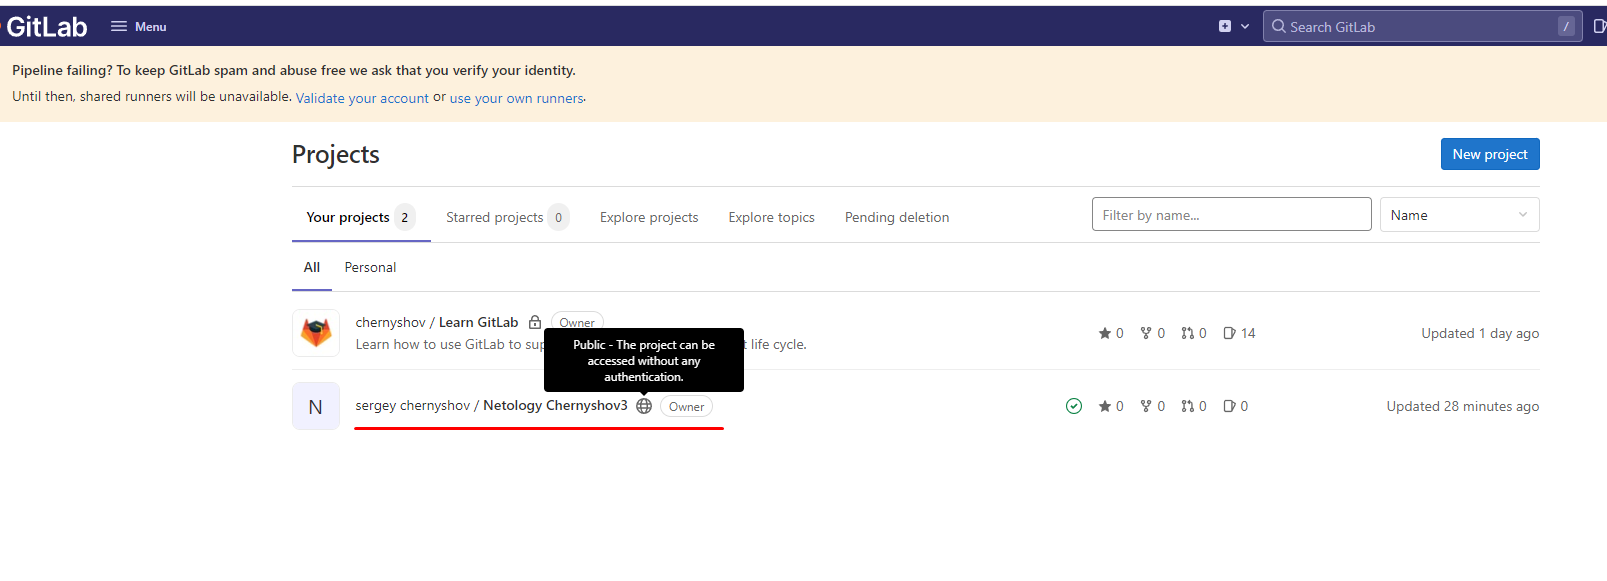 GitLab Menu Search GitLab /
Pipeline failing? To keep GitLab spam and abuse free we ask that you verify your identity.
Until then, shared runners will be unavailable. Validate your account or use your own runners.
Projects New project
Your projects 2 Starred projects 0 Explore projects Explore topics Pending deletion Filter by name... Name
All Personal
chernyshov / Learn GitLab Owner 0 0 0 14 Updated 1 day ago
Learn how to use GitLab to sup t life cycle.
Public - The project can be
accessed without any
authentication.
N sergey chernyshov / Netology Chernyshov3 Owner 0 0 0 0 Updated 28 minutes ago